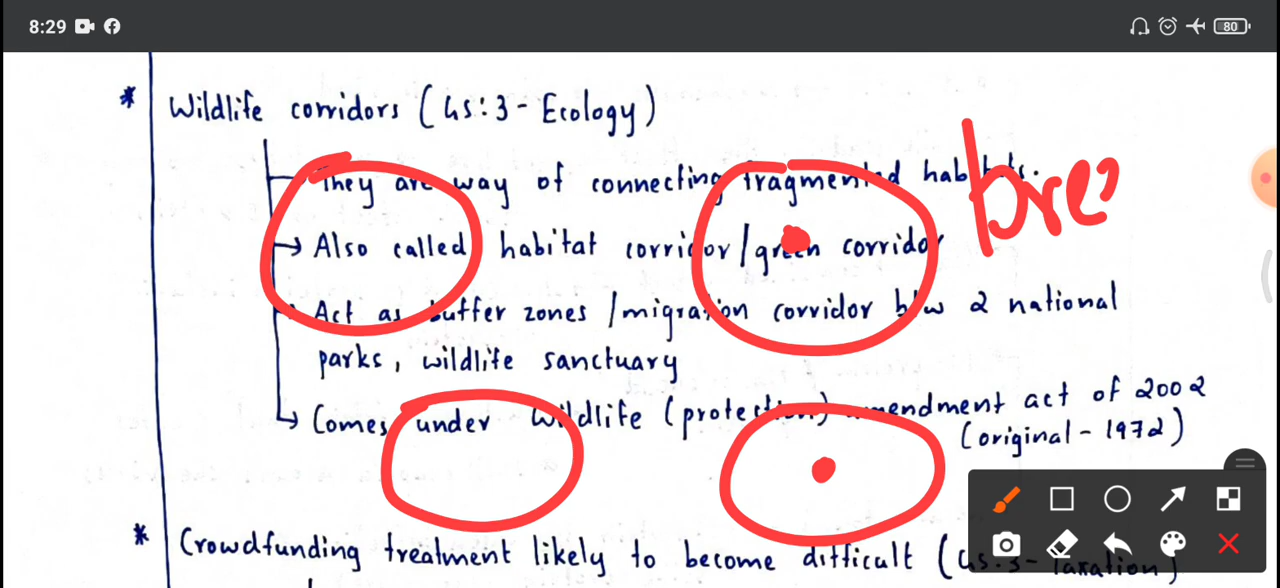 8:29
80
* Wildlife corridors (GS:3 - Ecology)
They are way of connecting fragmented habitats.
→ Also called habitat corridor/green corridor
Act as buffer zones /migration corridor b/w 2 national
parks, wildlife sanctuary
→ Comes under wildlife (protection) amendment act of 2002
(original - 1972)
* Crowdfunding treatment likely to become difficult (GS:3 - Taxation)